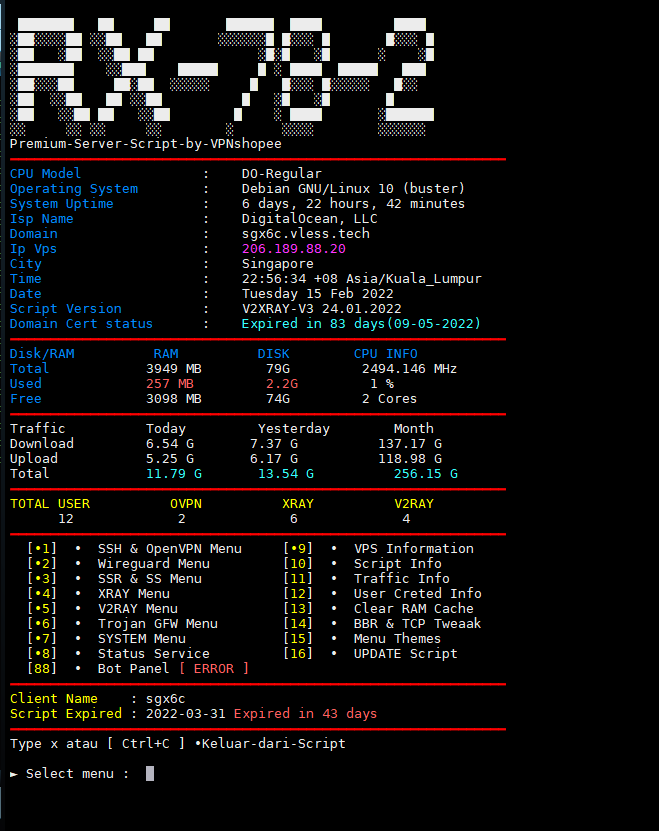 RX-7BZ
Premium-Server-Script-by-VPNshopee
CPU Model : DO-Regular
Operating System : Debian GNU/Linux 10 (buster)
System Uptime : 6 days, 22 hours, 42 minutes
Isp Name : DigitalOcean, LLC
Domain : sgx6c.vless.tech
Ip Vps : 206.189.88.20
City : Singapore
Time : 22:56:34 +08 Asia/Kuala_Lumpur
Date : Tuesday 15 Feb 2022
Script Version : V2XRAY-V3 24.01.2022
Domain Cert status : Expired in 83 days(09-05-2022)
Disk/RAM RAM DISK CPU INFO
Total 3949 MB 79G 2494.146 MHz
Used 257 MB 2.2G 1 %
Free 3098 MB 74G 2 Cores
Traffic Today Yesterday Month
Download 6.54 G 7.37 G 137.17 G
Upload 5.25 G 6.17 G 118.98 G
Total 11.79 G 13.54 G 256.15 G
TOTAL USER OVPN XRAY V2RAY
12 2 6 4
[•1] • SSH & OpenVPN Menu [•9] • VPS Information
[•2] • Wireguard Menu [10] • Script Info
[•3] • SSR & SS Menu [11] • Traffic Info
[•4] • XRAY Menu [12] • User Creted Info
[•5] • V2RAY Menu [13] • Clear RAM Cache
[•6] • Trojan GFW Menu [14] • BBR & TCP Tweaak
[•7] • SYSTEM Menu [15] • Menu Themes
[•8] • Status Service [16] • UPDATE Script
[88] • Bot Panel [ ERROR ]
Client Name : sgx6c
Script Expired : 2022-03-31 Expired in 43 days
Type x atau [ Ctrl+C ] •Keluar-dari-Script
► Select menu :